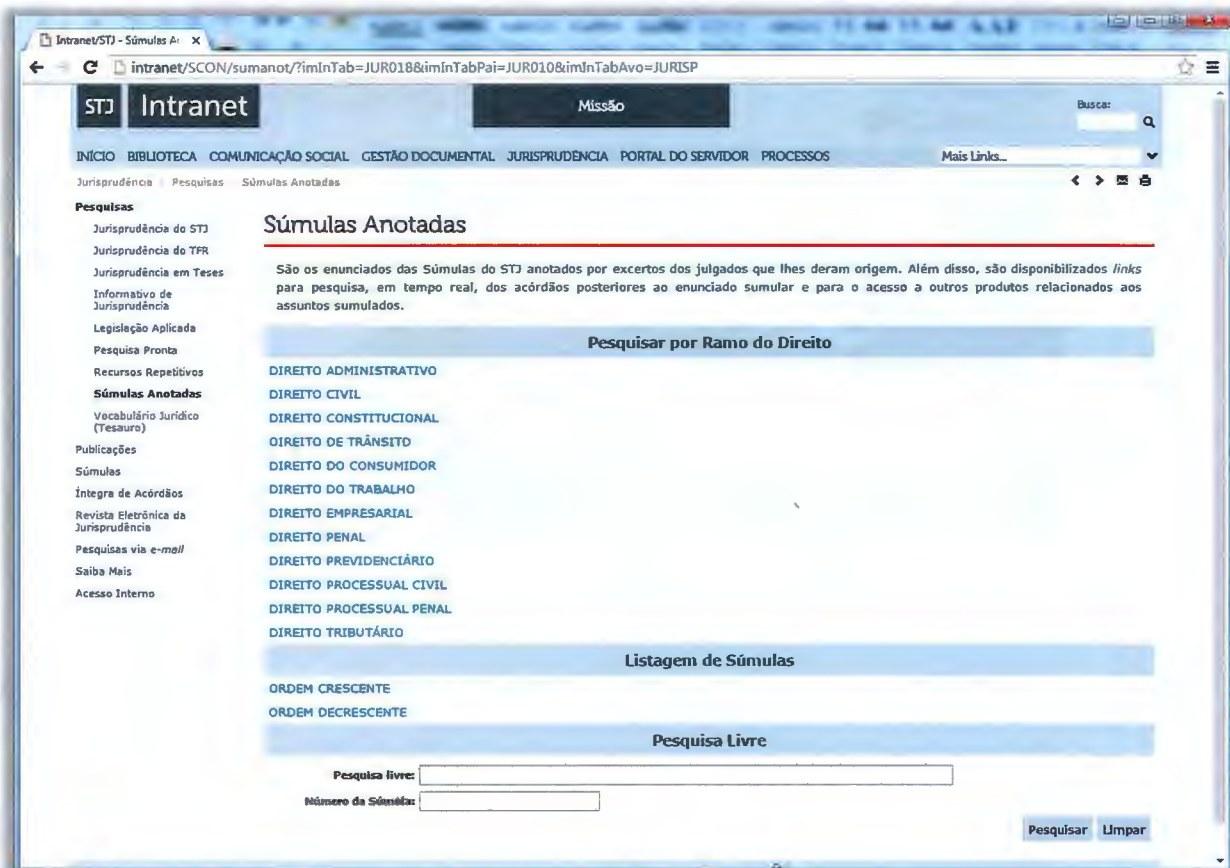 Intranet/STJ - Súmulas A
intranet/SCON/sumanot/?imInTab=JUR018&imInTabPai=JUR010&imInTabAvo=JURISP
STJ Intranet
Missão
Busca:
INÍCIO BIBLIOTECA COMUNICAÇÃO SOCIAL GESTÃO DOCUMENTAL JURISPRUDÊNCIA PORTAL DO SERVIDOR PROCESSOS
Mais Links...
Jurisprudência Pesquisas Súmulas Anotadas
Pesquisas
Jurisprudência do STJ
Jurisprudência do TFR
Jurisprudência em Teses
Informativo de
Jurisprudência
Legislação Aplicada
Pesquisa Pronta
Recursos Repetitivos
Súmulas Anotadas
Vocabulário Jurídico
(Tesauro)
Publicações
Súmulas
Íntegra de Acórdãos
Revista Eletrônica da
Jurisprudência
Pesquisas via e-mail
Saiba Mais
Acesso Interno
Súmulas Anotadas
São os enunciados das Súmulas do STJ anotados por excertos dos julgados que lhes deram origem. Além disso, são disponibilizados links
para pesquisa, em tempo real, dos acórdãos posteriores ao enunciado sumular e para o acesso a outros produtos relacionados aos
assuntos sumulados.
Pesquisar por Ramo do Direito
DIREITO ADMINISTRATIVO
DIREITO CIVIL
DIREITO CONSTITUCIONAL
DIREITO DE TRÂNSITO
DIREITO DO CONSUMIDOR
DIREITO DO TRABALHO
DIREITO EMPRESARIAL
DIREITO PENAL
DIREITO PREVIDENCIÁRIO
DIREITO PROCESSUAL CIVIL
DIREITO PROCESSUAL PENAL
DIREITO TRIBUTÁRIO
Listagem de Súmulas
ORDEM CRESCENTE
ORDEM DECRESCENTE
Pesquisa Livre
Pesquisa livre:
Número da Súmula:
Pesquisar Limpar